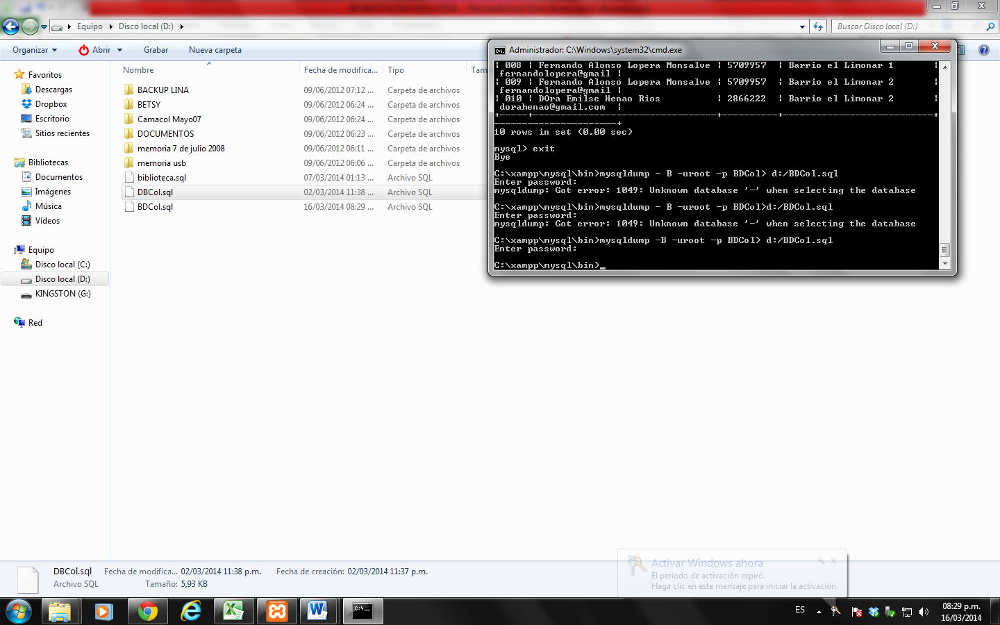 Equipo
Disco local (D:)
Buscar Disco local (D:)
Organizar
Abrir
Grabar
Nueva carpeta
Favoritos
Descargas
Dropbox
Escritorio
Sitios recientes
Bibliotecas
Documentos
Imágenes
Música
Vídeos
Equipo
Disco local (C:)
Disco local (D:)
KINGSTON (G:)
Red
Nombre Fecha de modifica... Tipo Tam
BACKUP LINA 09/06/2012 07:12 ... Carpeta de archivos
BETSY 09/06/2012 06:24 ... Carpeta de archivos
Camacol Mayo07 09/06/2012 06:24 ... Carpeta de archivos
DOCUMENTOS 09/06/2012 06:23 ... Carpeta de archivos
memoria 7 de julio 2008 09/06/2012 06:11 ... Carpeta de archivos
memoria usb 09/06/2012 06:06 ... Carpeta de archivos
biblioteca.sql 07/03/2014 01:13 ... Archivo SQL
DBCol.sql 02/03/2014 11:38 ... Archivo SQL
BDCol.sql 16/03/2014 08:29 ... Archivo SQL
Administrador: C:\Windows\system32\cmd.exe
| 008 | Fernando Alonso Lopera Monsalve | 5709957 | Barrio el Limonar 1 |
fernandolopera@gmail |
| 009 | Fernando Alonso Lopera Monsalve | 5709957 | Barrio el Limonar 2 |
fernandolopera@gmail |
| 010 | DOra Emilse Henao Rios | 2866222 | Barrio el Limonar 2 |
dorahenao@gmail.com |
+-----+---------------------------------+----------+---------------------------+
----------------------+
10 rows in set (0.00 sec)
mysql> exit
Bye
C:\xampp\mysql\bin>mysqldump - B -uroot -p BDCol> d:/BDCol.sql
Enter password:
mysqldump: Got error: 1049: Unknown database '-' when selecting the database
C:\xampp\mysql\bin>mysqldump - B -uroot -p BDCol>d:/BDCol.sql
Enter password:
mysqldump: Got error: 1049: Unknown database '-' when selecting the database
C:\xampp\mysql\bin>mysqldump -B -uroot -p BDCol> d:/BDCol.sql
Enter password:
C:\xampp\mysql\bin>_
DBCol.sql Fecha de modifica... 02/03/2014 11:38 p.m. Fecha de creación: 02/03/2014 11:37 p.m.
Archivo SQL Tamaño: 5,93 KB
Activar Windows ahora
El período de activación expiró.
Haga clic en este mensaje para iniciar la activación.
ES
08:29 p.m.
16/03/2014